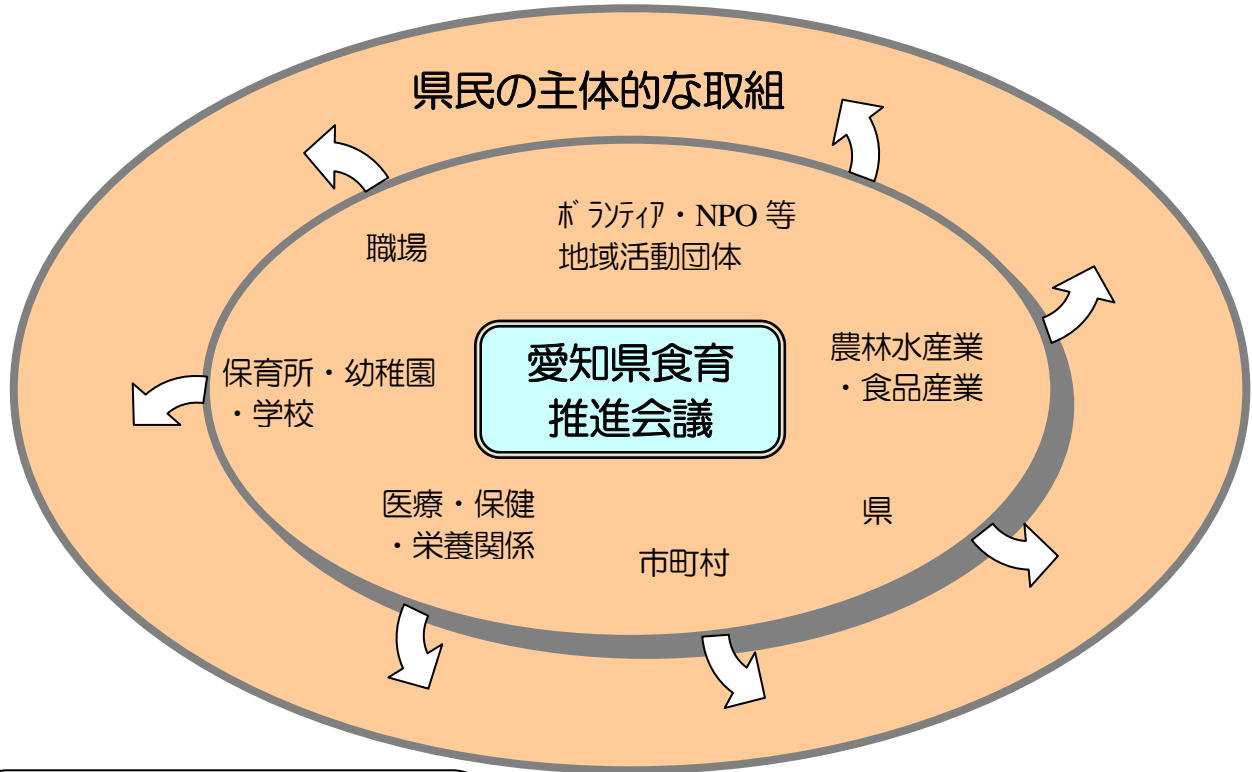 県民の主体的な取組
ボランティア・NPO 等
地域活動団体
職場
農林水産業
・食品産業
保育所・幼稚園
・学校
愛知県食育
推進会議
医療・保健
・栄養関係
県
市町村